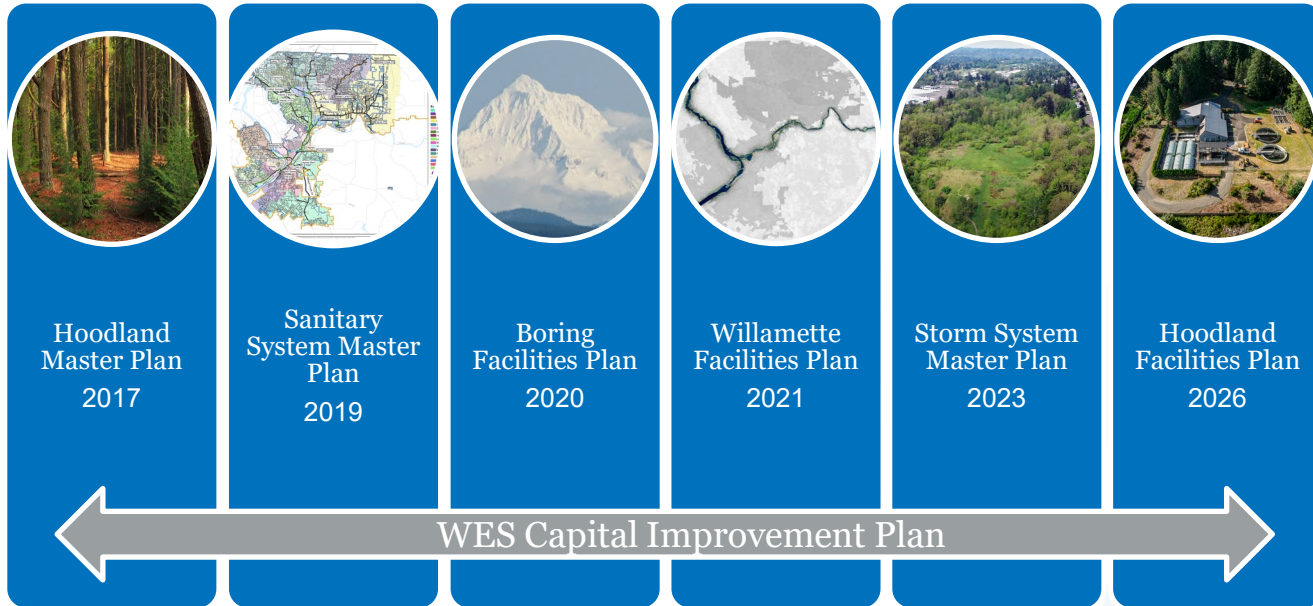 Hoodland
Master Plan
2017
Sanitary
System Master
Plan
2019
Boring
Facilities Plan
2020
Willamette
Facilities Plan
2021
Storm System
Master Plan
2023
Hoodland
Facilities Plan
2026
WES Capital Improvement Plan